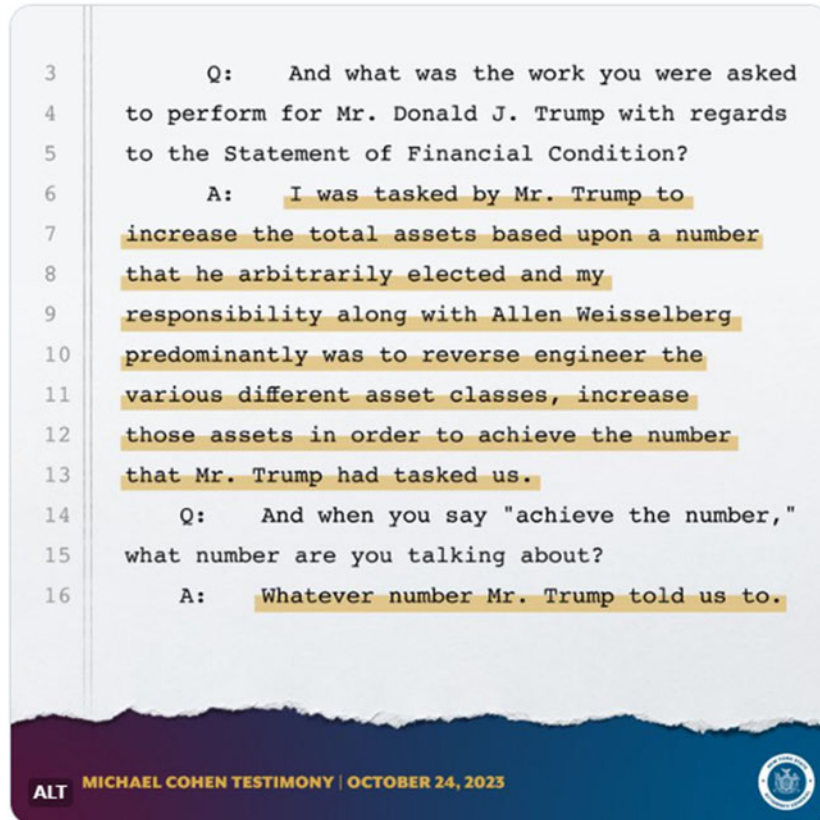 3 Q: And what was the work you were asked
4 to perform for Mr. Donald J. Trump with regards
5 to the Statement of Financial Condition?
6 A: I was tasked by Mr. Trump to
7 increase the total assets based upon a number
8 that he arbitrarily elected and my
9 responsibility along with Allen Weisselberg
10 predominantly was to reverse engineer the
11 various different asset classes, increase
12 those assets in order to achieve the number
13 that Mr. Trump had tasked us.
14 Q: And when you say "achieve the number,"
15 what number are you talking about?
16 A: Whatever number Mr. Trump told us to.
ALT MICHAEL COHEN TESTIMONY | OCTOBER 24, 2023
NEW YORK STATE
ATTORNEY GENERAL